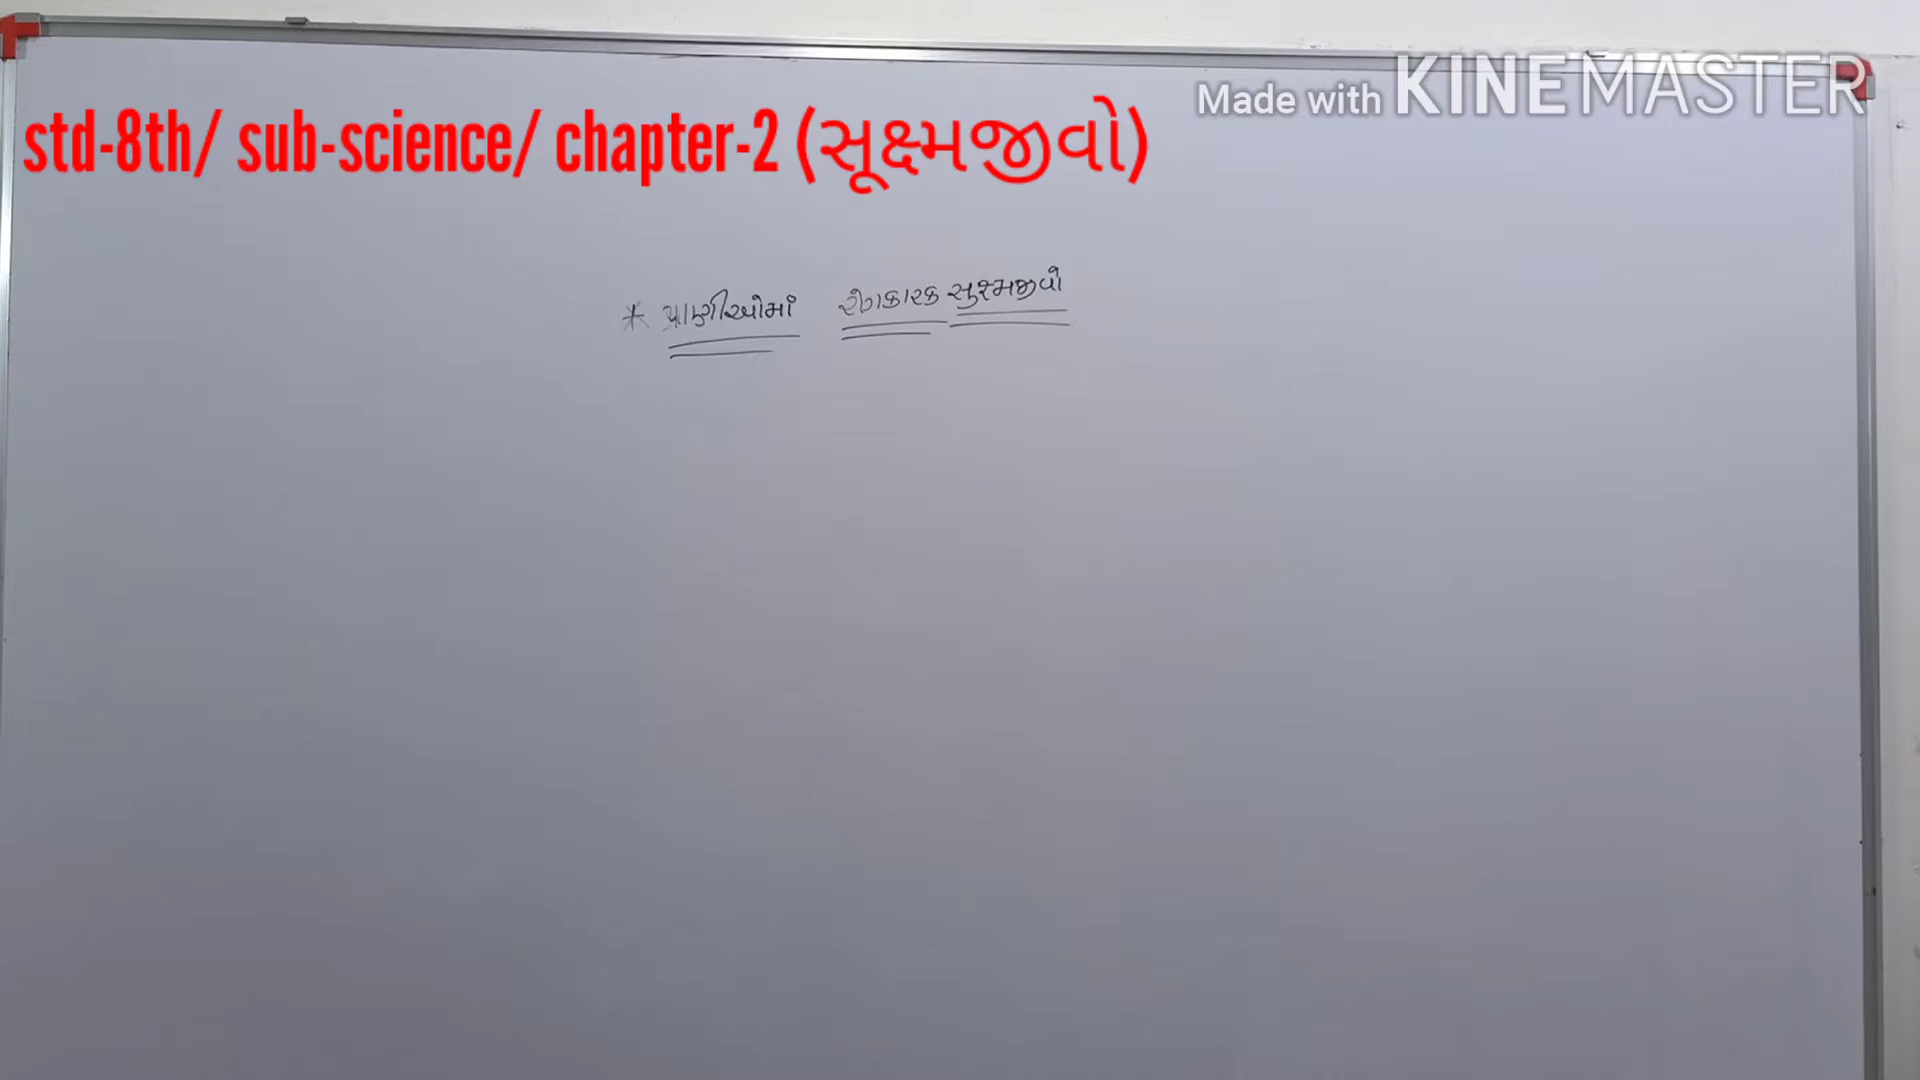 Made with KINEMASTER
std-8th/ sub-science/ chapter-2 (સૂક્ષ્મજીવો)
* પ્રાણીઓમાં રોગકારક સુક્ષ્મજીવો